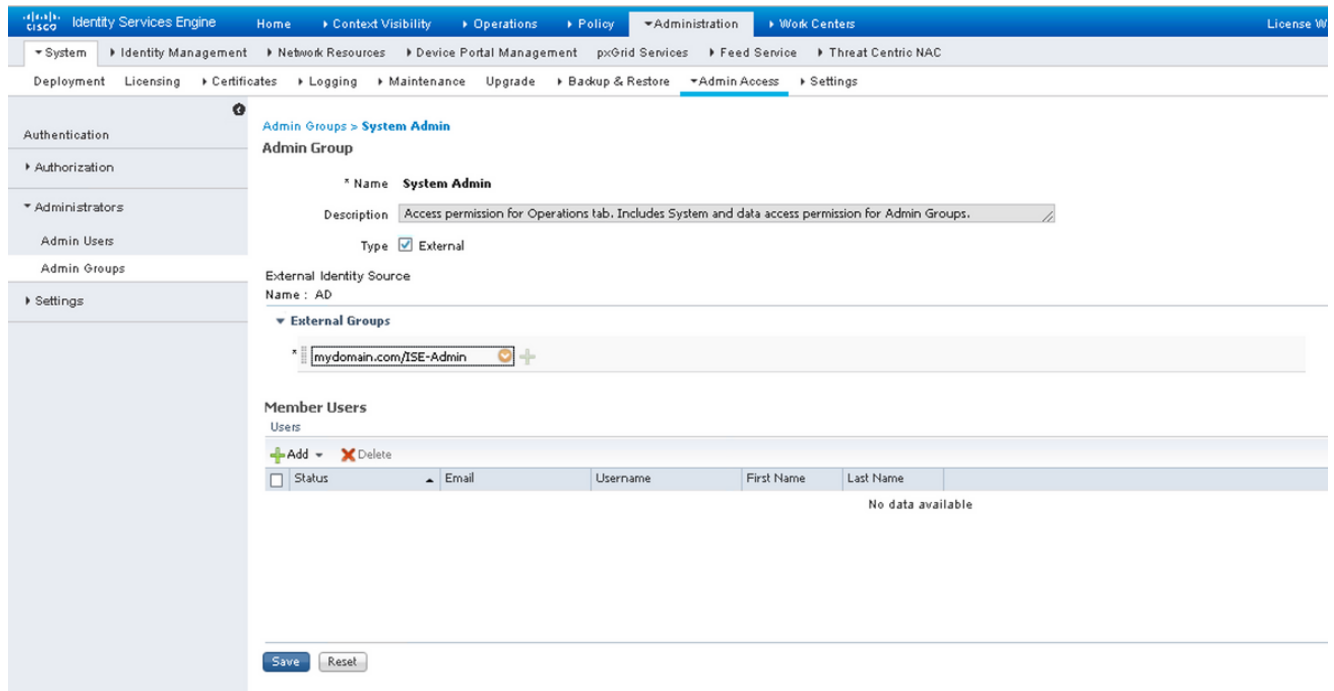 cisco Identity Services Engine Home Context Visibility Operations Policy Administration Work Centers License W
System Identity Management Network Resources Device Portal Management pxGrid Services Feed Service Threat Centric NAC
Deployment Licensing Certificates Logging Maintenance Upgrade Backup & Restore Admin Access Settings
Authentication
Authorization
Administrators
Admin Users
Admin Groups
Settings
Admin Groups > System Admin
Admin Group
* Name System Admin
Description Access permission for Operations tab. Includes System and data access permission for Admin Groups.
Type External
External Identity Source
Name : AD
External Groups
* mydomain.com/ISE-Admin
Member Users
Users
Add Delete
Status Email Username First Name Last Name
No data available
Save Reset